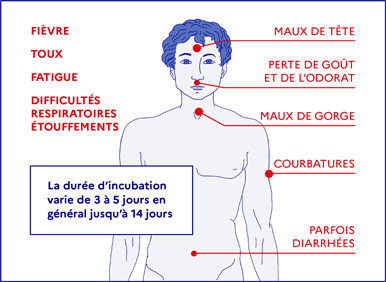 FIÈVRE
TOUX
FATIGUE
DIFFICULTÉS
RESPIRATOIRES
ÉTOUFFEMENTS
MAUX DE TÊTE
PERTE DE GOÛT
ET DE L'ODORAT
MAUX DE GORGE
COURBATURES
PARFOIS
DIARRHÉES
La durée d'incubation
varie de 3 à 5 jours en
général jusqu'à 14 jours